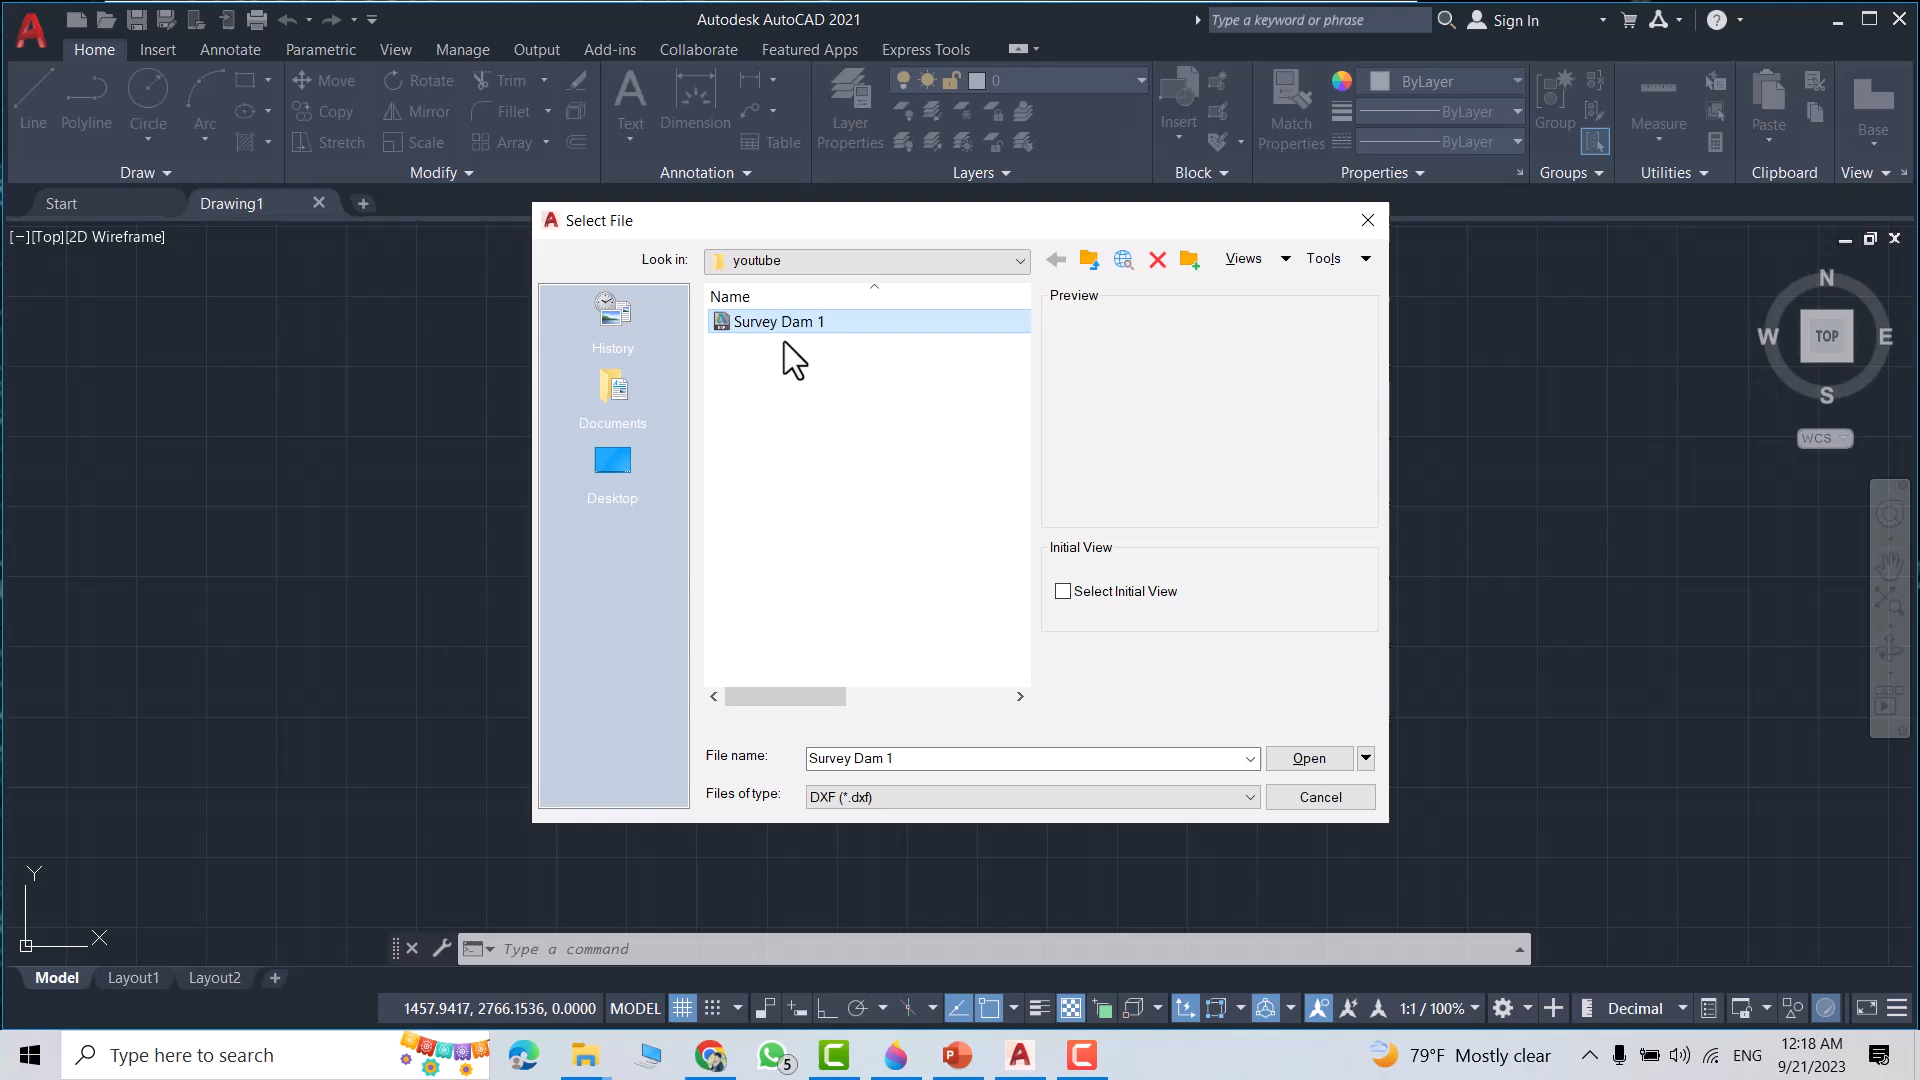 Autodesk AutoCAD 2021
Type a keyword or phrase
Sign In
Home Insert Annotate Parametric View Manage Output Add-ins Collaborate Featured Apps Express Tools
Line Polyline Circle Arc
Move Rotate Trim
Copy Mirror Fillet
Stretch Scale Array
Text Dimension Table
Layer Properties
0
Insert
Match Properties
ByLayer
ByLayer
ByLayer
Group
Measure
Paste
Base
Draw Modify Annotation Layers Block Properties Groups Utilities Clipboard View
Start Drawing1
[−][Top][2D Wireframe]
Select File
Look in: youtube
Views Tools
Name
Survey Dam 1
History
Documents
Desktop
Preview
Initial View
Select Initial View
File name: Survey Dam 1
Open
Files of type: DXF (*.dxf)
Cancel
N
W TOP E
S
WCS
Y
X
Type a command
Model Layout1 Layout2
1457.9417, 2766.1536, 0.0000 MODEL 1:1 / 100% Decimal
Type here to search
5
79°F Mostly clear
ENG
12:18 AM
9/21/2023